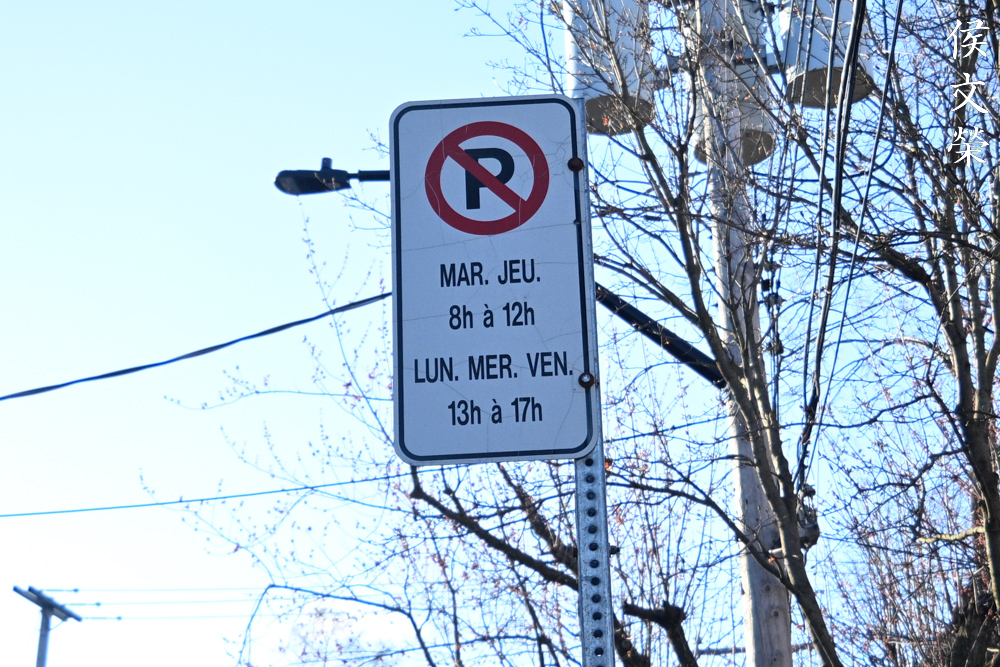 P
MAR. JEU.
8h à 12h
LUN. MER. VEN.
13h à 17h
侯文榮